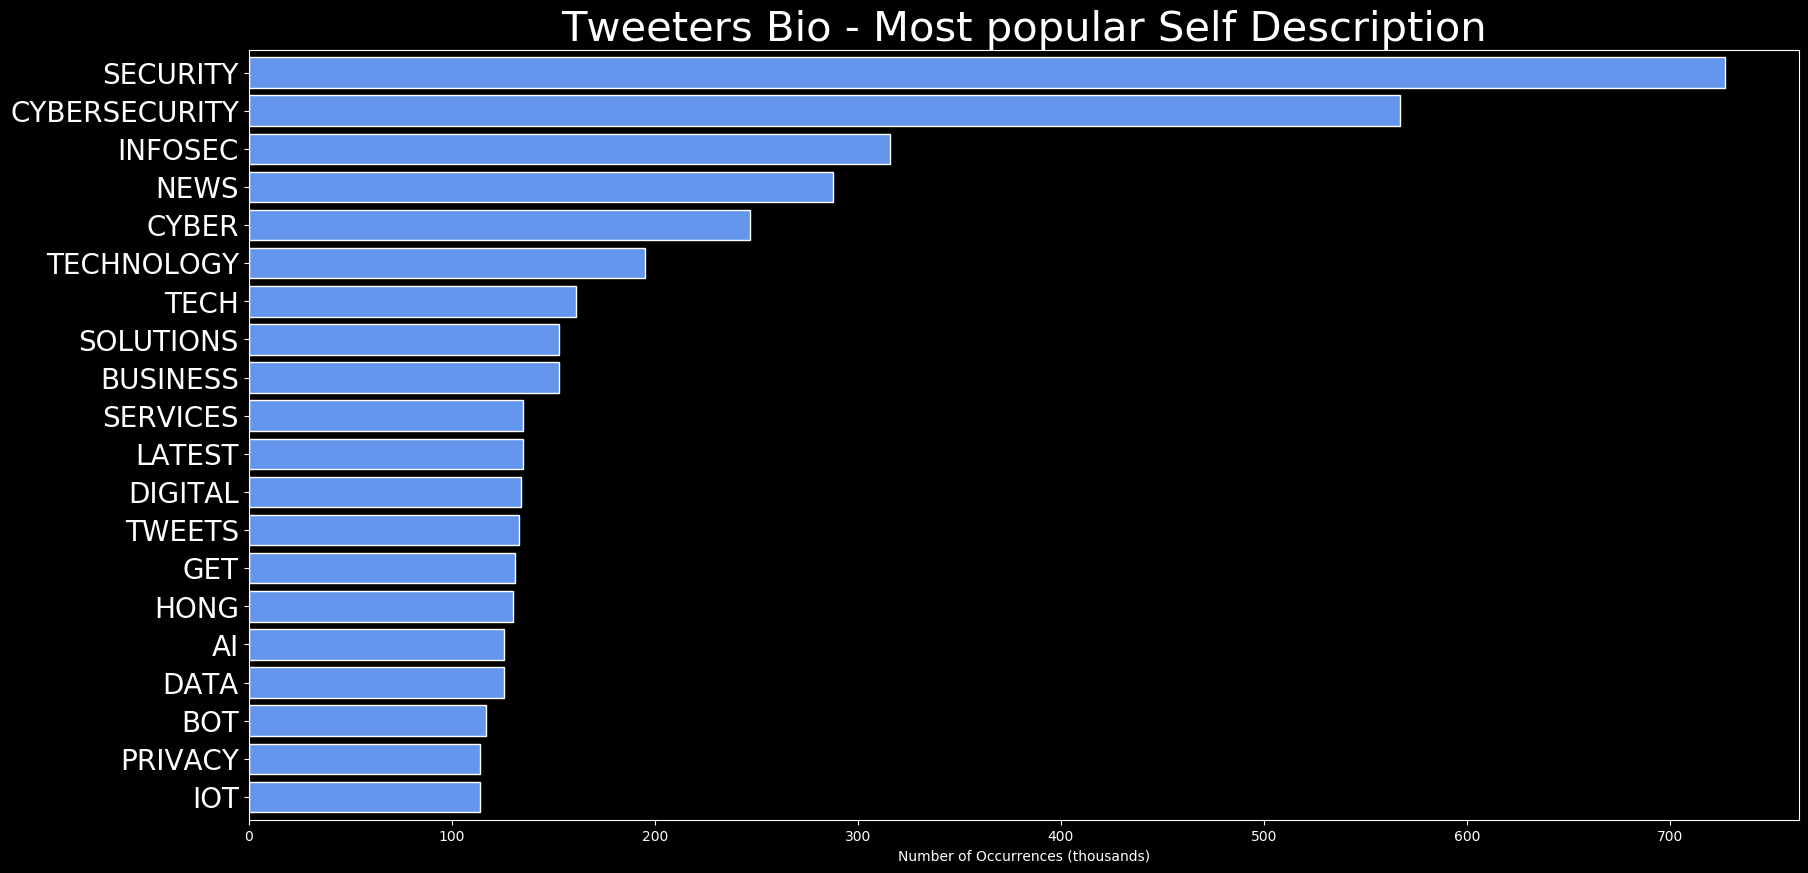 Tweeters Bio - Most popular Self Description
SECURITY
CYBERSECURITY
INFOSEC
NEWS
CYBER
TECHNOLOGY
TECH
SOLUTIONS
BUSINESS
SERVICES
LATEST
DIGITAL
TWEETS
GET
HONG
AI
DATA
BOT
PRIVACY
IOT
0 100 200 300 400 500 600 700
Number of Occurrences (thousands)